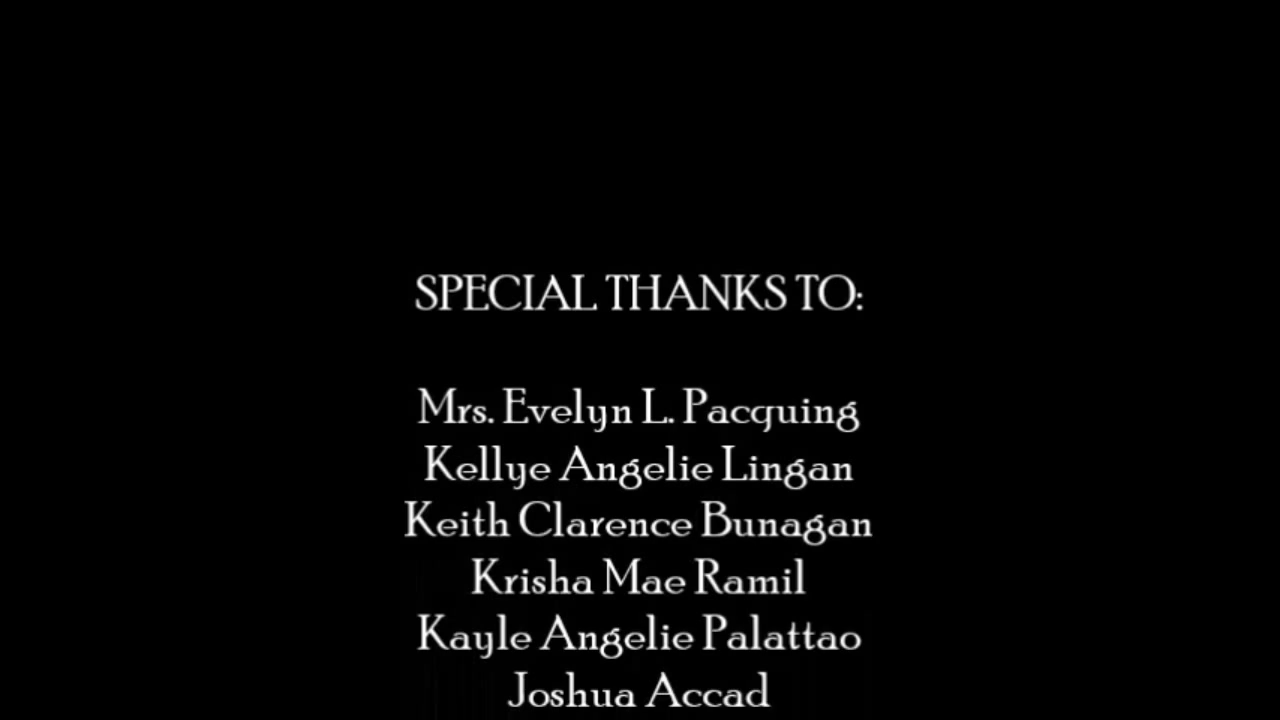 SPECIAL THANKS TO:
Mrs. Evelyn L. Pacquing
Kellye Angelie Lingan
Keith Clarence Bunagan
Krisha Mae Ramil
Kayle Angelie Palattao
Joshua Accad